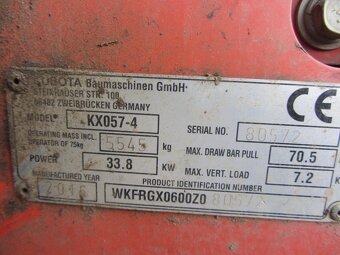 KUBOTA Baumaschinen GmbH
STEINHAUSER STR. 100
66482 ZWEIBRÜCKEN GERMANY
CE
MODEL KX057-4
SERIAL NO. 80572
OPERATING MASS INCL. OPERATOR OF 75kg 5545 kg
MAX. DRAW BAR PULL 70.5
POWER 33.8 KW
MAX. VERT. LOAD 7.2
MANUFACTURED YEAR
PRODUCT IDENTIFICATION NUMBER
WKFRGX0600Z0